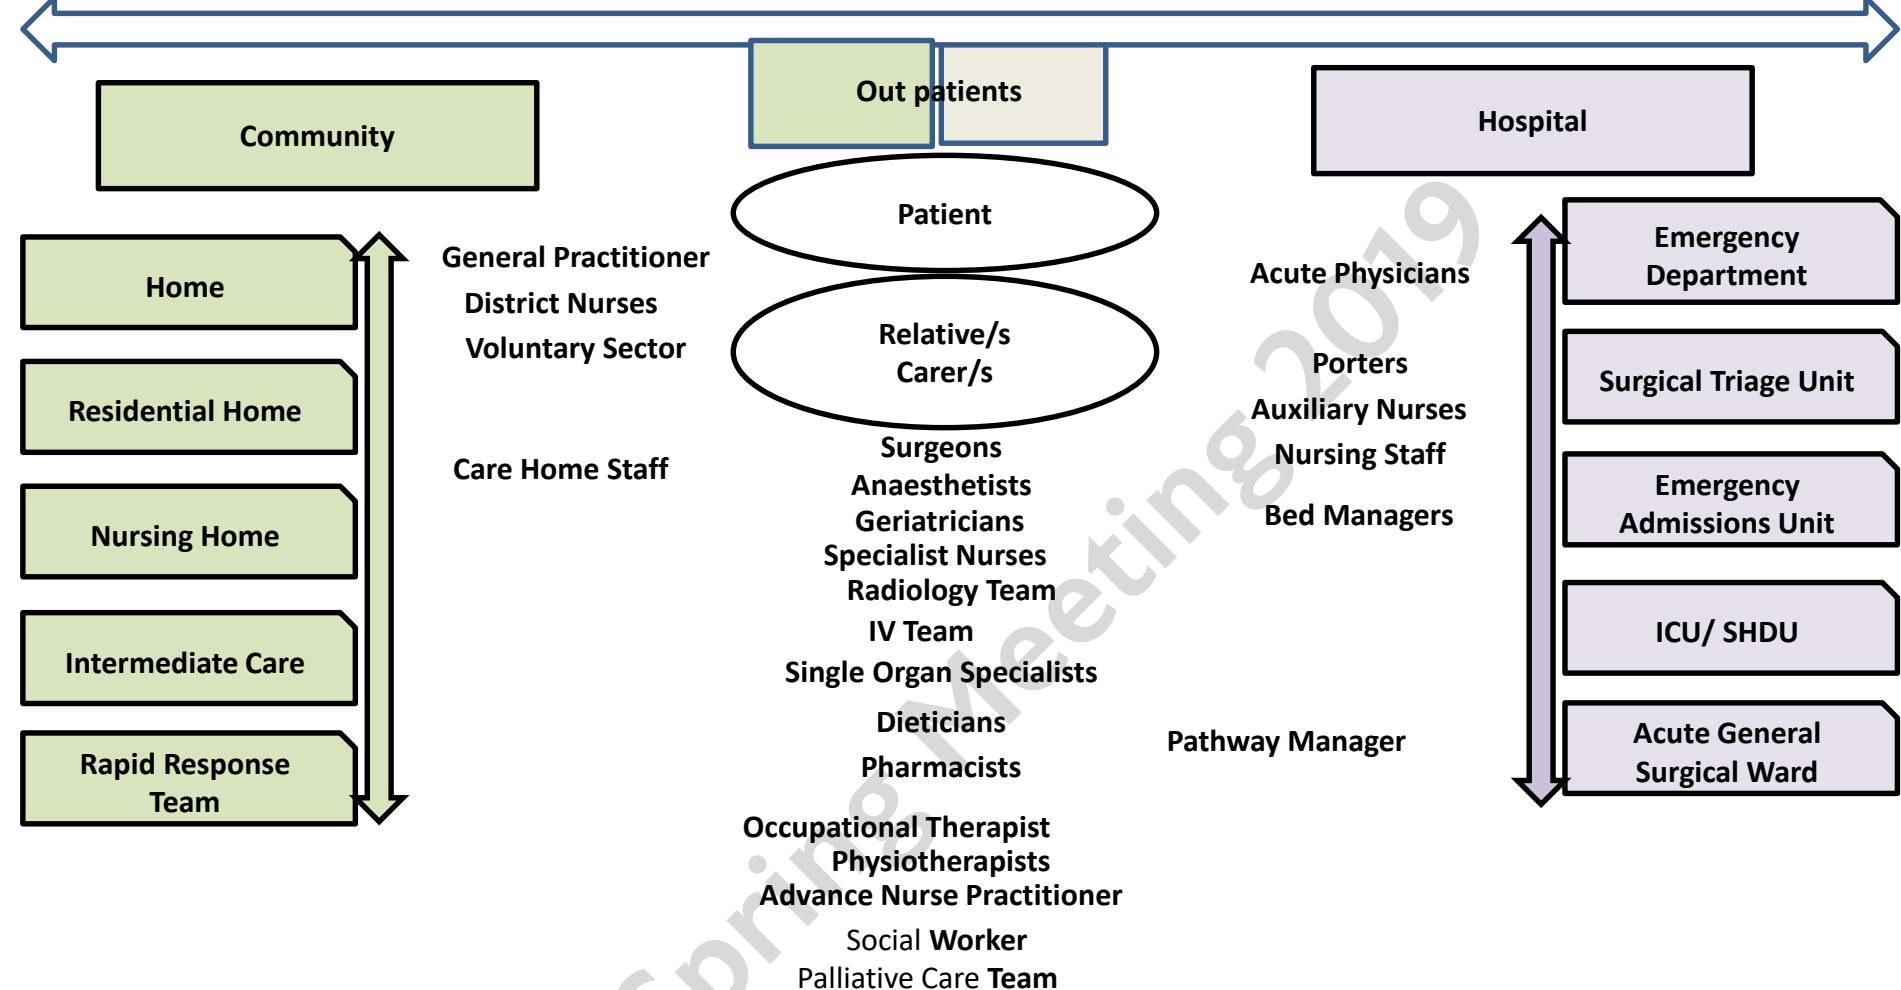 Out patients
Community
Hospital
Patient
Home
Residential Home
Nursing Home
Intermediate Care
Rapid Response
Team
General Practitioner
District Nurses
Voluntary Sector
Care Home Staff
Relative/s
Carer/s
Surgeons
Anaesthetists
Geriatricians
Specialist Nurses
Radiology Team
IV Team
Single Organ Specialists
Dieticians
Pharmacists
Occupational Therapist
Physiotherapists
Advance Nurse Practitioner
Social Worker
Palliative Care Team
Acute Physicians
Porters
Auxiliary Nurses
Nursing Staff
Bed Managers
Pathway Manager
Emergency
Department
Surgical Triage Unit
Emergency
Admissions Unit
ICU/ SHDU
Acute General
Surgical Ward
Spring Meeting 2019